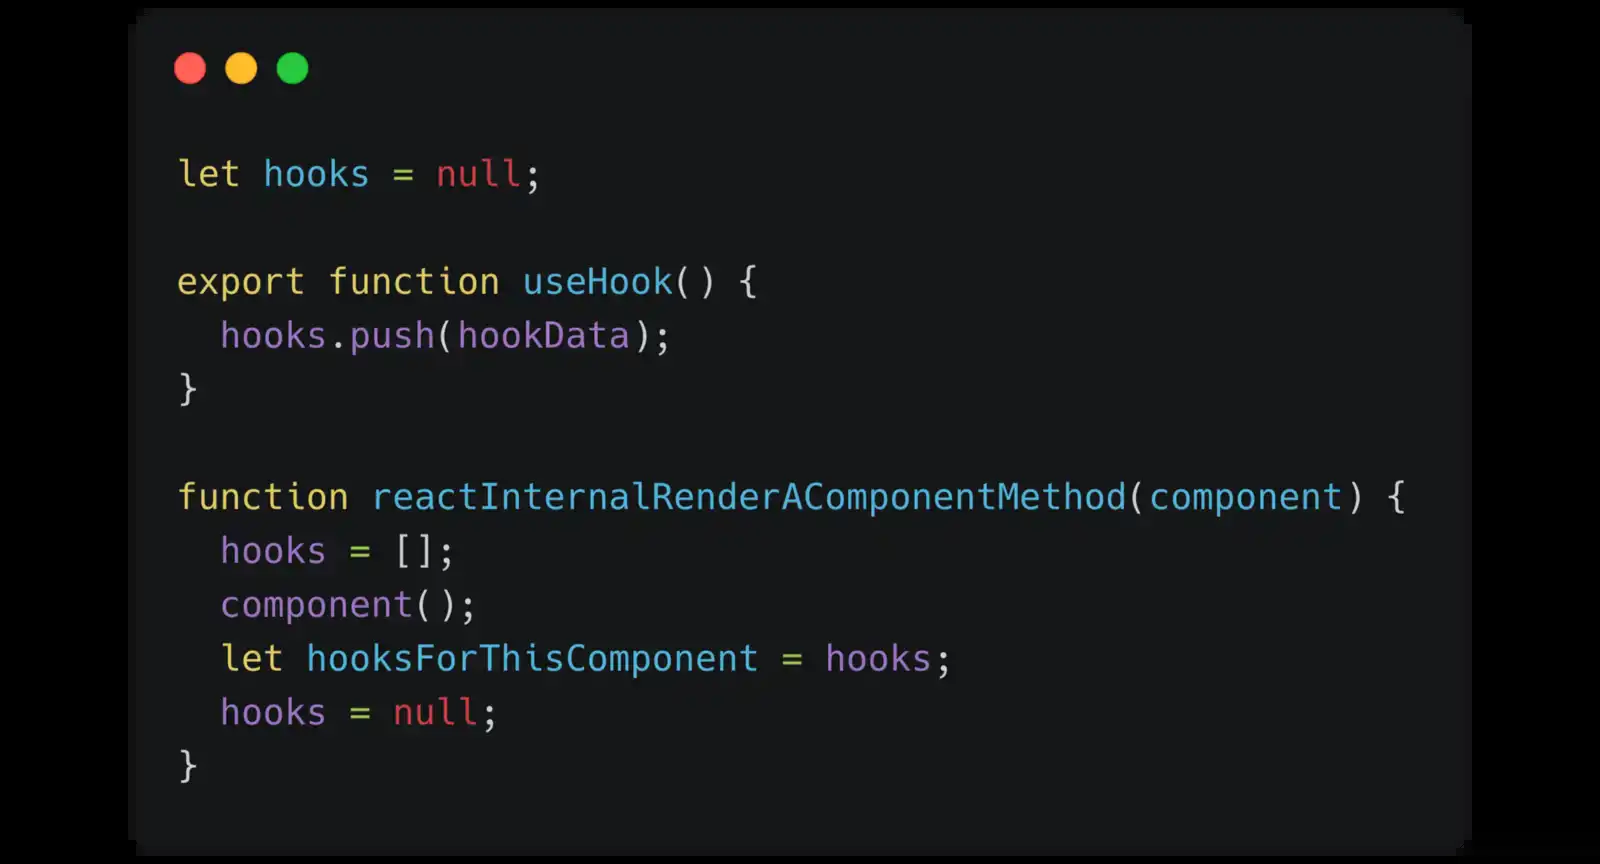 let hooks = null;
export function useHook() {
  hooks.push(hookData);
}
function reactInternalRenderAComponentMethod(component) {
  hooks = [];
  component();
  let hooksForThisComponent = hooks;
  hooks = null;
}